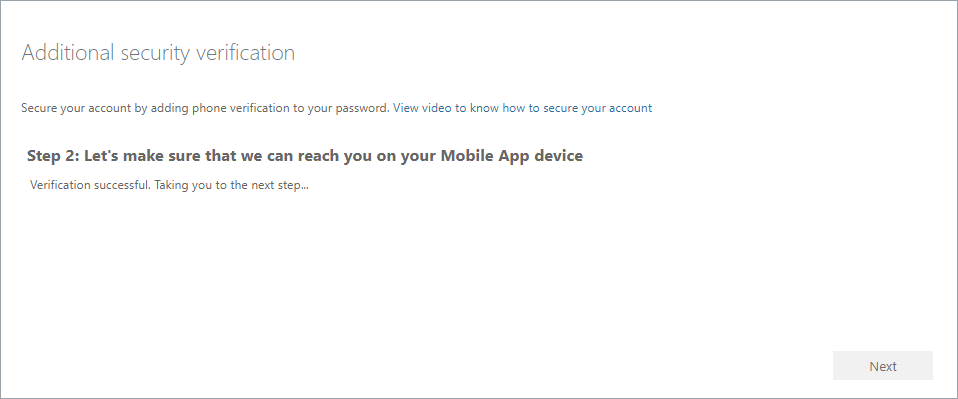 Additional security verification
Secure your account by adding phone verification to your password. View video to know how to secure your account
Step 2: Let's make sure that we can reach you on your Mobile App device
Verification successful. Taking you to the next step...
Next